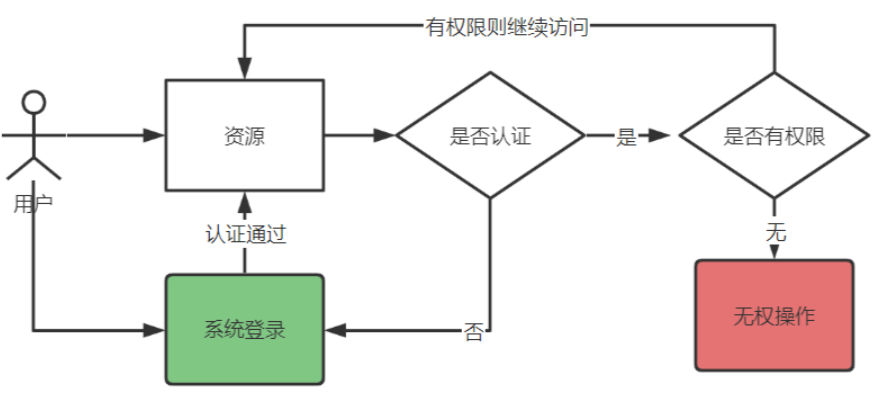 有权限则继续访问
资源
是否认证
是
是否有权限
用户
认证通过
无
系统登录
否
无权操作